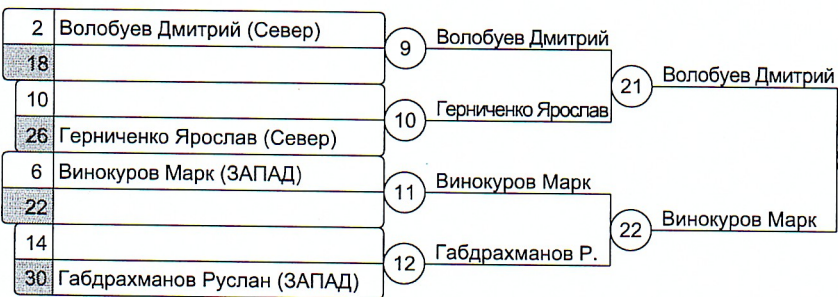 2 Волобуев Дмитрий (Север)
18
9
Волобуев Дмитрий
10
26 Герниченко Ярослав (Север)
10
Герниченко Ярослав
21
Волобуев Дмитрий
6 Винокуров Марк (ЗАПАД)
22
11
Винокуров Марк
14
30 Габдрахманов Руслан (ЗАПАД)
12
Габдрахманов Р.
22
Винокуров Марк